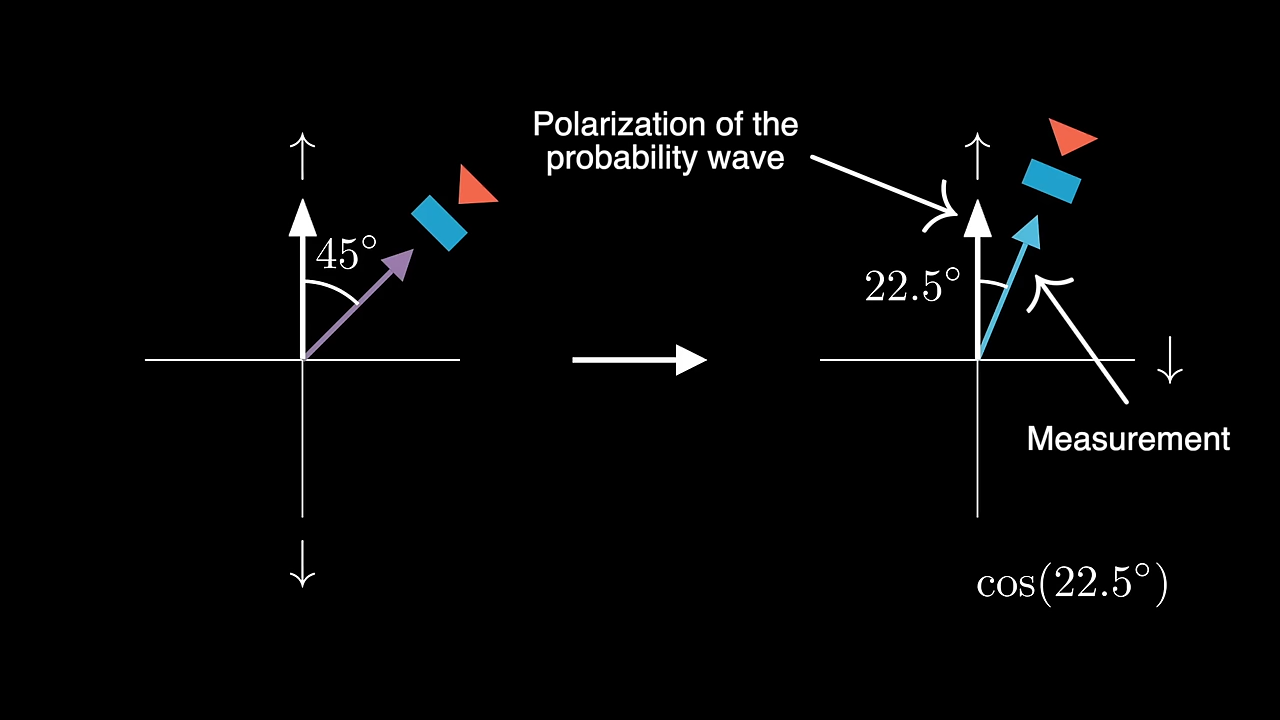 Polarization of the
probability wave
45°
22.5°
Measurement
cos(22.5°)